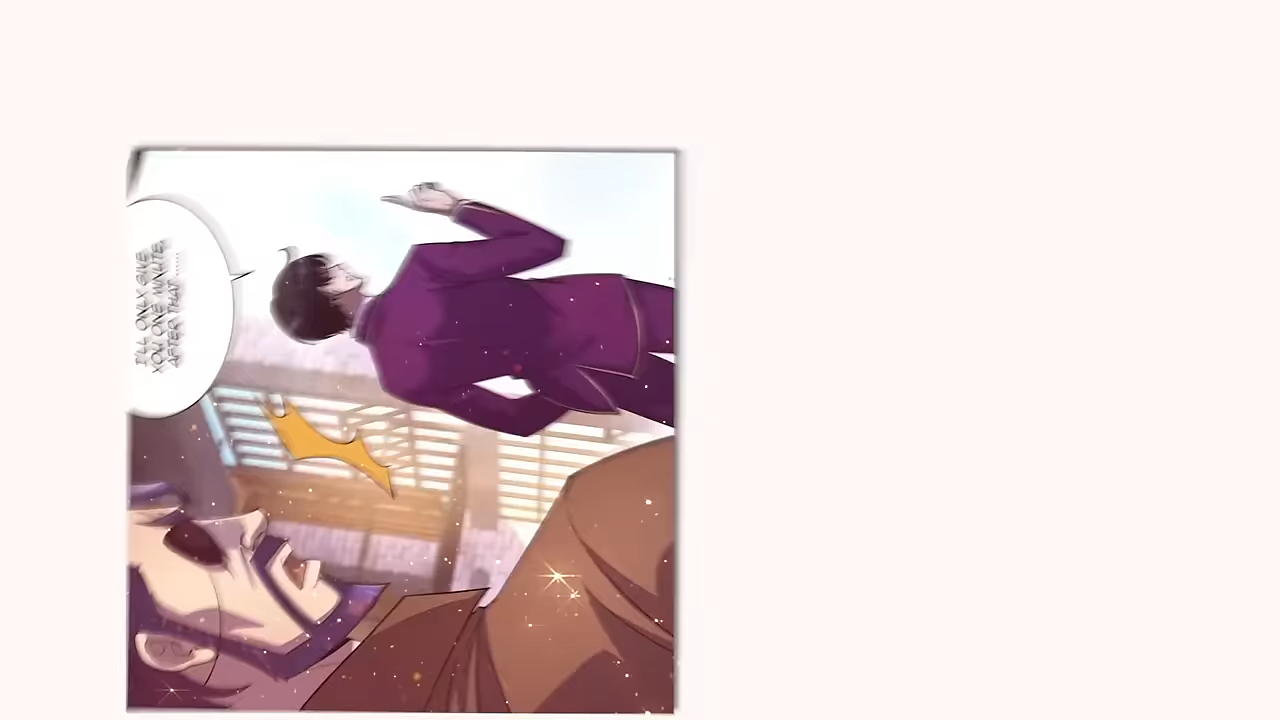 I'LL ONLY GIVE
YOU ONE MINUTE,
AFTER THAT......